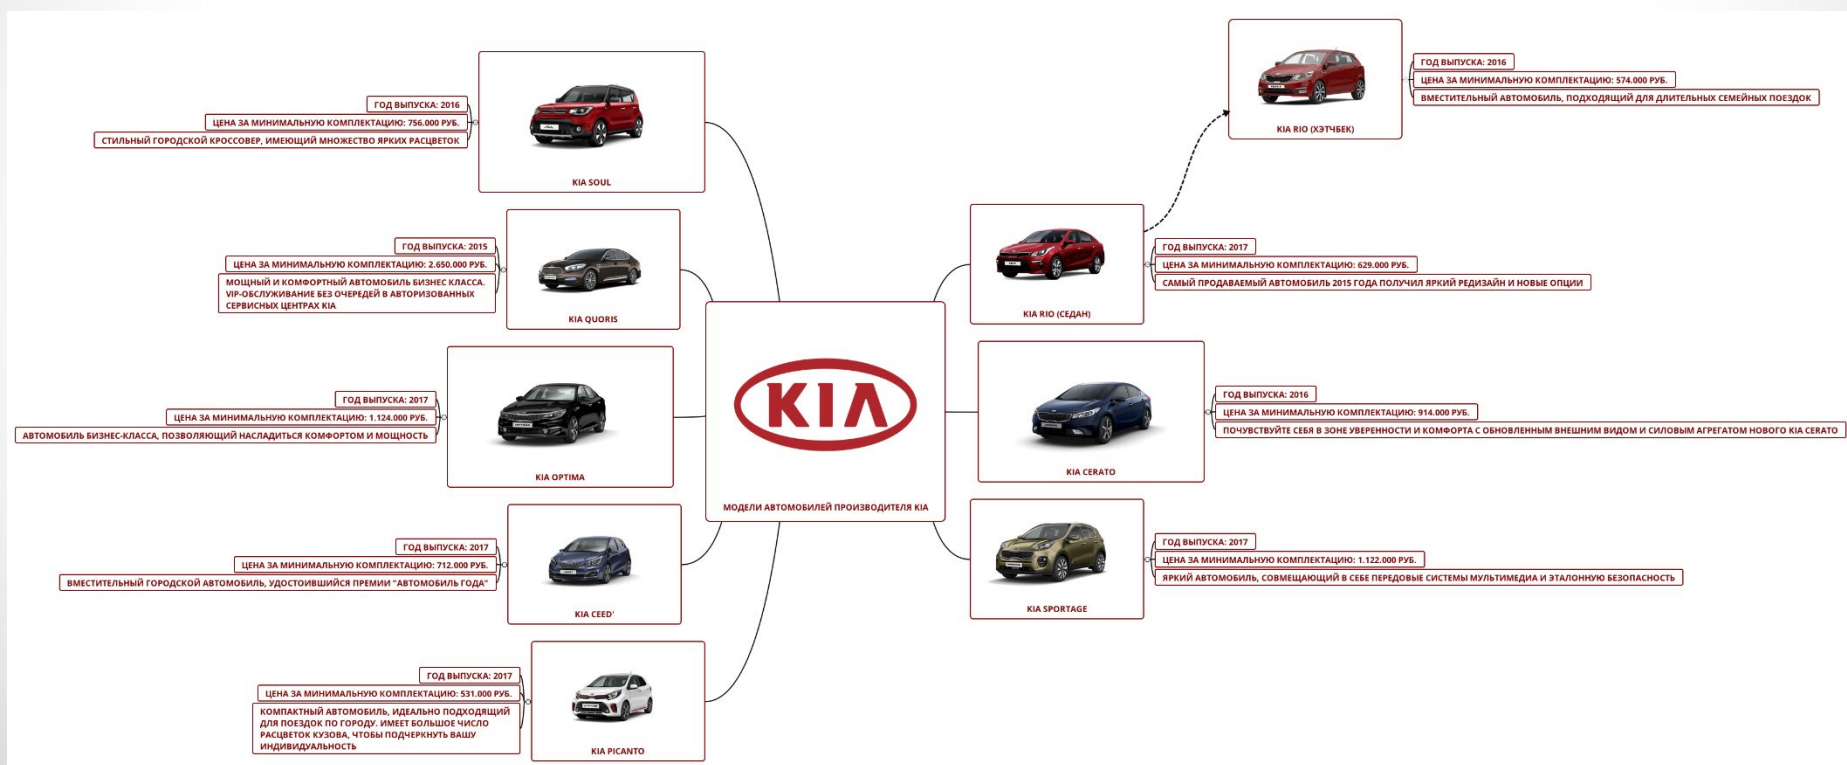 ГОД ВЫПУСКА: 2016
ЦЕНА ЗА МИНИМАЛЬНУЮ КОМПЛЕКТАЦИЮ: 756.000 РУБ.
СТИЛЬНЫЙ ГОРОДСКОЙ КРОССОВЕР, ИМЕЮЩИЙ МНОЖЕСТВО ЯРКИХ РАСЦВЕТОК
KIA SOUL
ГОД ВЫПУСКА: 2015
ЦЕНА ЗА МИНИМАЛЬНУЮ КОМПЛЕКТАЦИЮ: 2.650.000 РУБ.
МОЩНЫЙ И КОМФОРТНЫЙ АВТОМОБИЛЬ БИЗНЕС КЛАССА.
VIP-ОБСЛУЖИВАНИЕ БЕЗ ОЧЕРЕДЕЙ В АВТОРИЗОВАННЫХ
СЕРВИСНЫХ ЦЕНТРАХ KIA
KIA QUORIS
ГОД ВЫПУСКА: 2017
ЦЕНА ЗА МИНИМАЛЬНУЮ КОМПЛЕКТАЦИЮ: 1.124.000 РУБ.
АВТОМОБИЛЬ БИЗНЕС-КЛАССА, ПОЗВОЛЯЮЩИЙ НАСЛАДИТЬСЯ КОМФОРТОМ И МОЩНОСТЬ
KIA OPTIMA
ГОД ВЫПУСКА: 2017
ЦЕНА ЗА МИНИМАЛЬНУЮ КОМПЛЕКТАЦИЮ: 712.000 РУБ.
ВМЕСТИТЕЛЬНЫЙ ГОРОДСКОЙ АВТОМОБИЛЬ, УДОСТОИВШИЙСЯ ПРЕМИИ "АВТОМОБИЛЬ ГОДА"
KIA CEED'
ГОД ВЫПУСКА: 2017
ЦЕНА ЗА МИНИМАЛЬНУЮ КОМПЛЕКТАЦИЮ: 531.000 РУБ.
КОМПАКТНЫЙ АВТОМОБИЛЬ, ИДЕАЛЬНО ПОДХОДЯЩИЙ
ДЛЯ ПОЕЗДОК ПО ГОРОДУ. ИМЕЕТ БОЛЬШОЕ ЧИСЛО
РАСЦВЕТОК КУЗОВА, ЧТОБЫ ПОДЧЕРКНУТЬ ВАШУ
ИНДИВИДУАЛЬНОСТЬ
KIA PICANTO
KIA
МОДЕЛИ АВТОМОБИЛЕЙ ПРОИЗВОДИТЕЛЯ KIA
KIA RIO (ХЭТЧБЕК)
ГОД ВЫПУСКА: 2016
ЦЕНА ЗА МИНИМАЛЬНУЮ КОМПЛЕКТАЦИЮ: 574.000 РУБ.
ВМЕСТИТЕЛЬНЫЙ АВТОМОБИЛЬ, ПОДХОДЯЩИЙ ДЛЯ ДЛИТЕЛЬНЫХ СЕМЕЙНЫХ ПОЕЗДОК
KIA RIO (СЕДАН)
ГОД ВЫПУСКА: 2017
ЦЕНА ЗА МИНИМАЛЬНУЮ КОМПЛЕКТАЦИЮ: 629.000 РУБ.
САМЫЙ ПРОДАВАЕМЫЙ АВТОМОБИЛЬ 2015 ГОДА ПОЛУЧИЛ ЯРКИЙ РЕДИЗАЙН И НОВЫЕ ОПЦИИ
KIA CERATO
ГОД ВЫПУСКА: 2016
ЦЕНА ЗА МИНИМАЛЬНУЮ КОМПЛЕКТАЦИЮ: 914.000 РУБ.
ПОЧУВСТВУЙТЕ СЕБЯ В ЗОНЕ УВЕРЕННОСТИ И КОМФОРТА С ОБНОВЛЕННЫМ ВНЕШНИМ ВИДОМ И СИЛОВЫМ АГРЕГАТОМ НОВОГО KIA CERATO
KIA SPORTAGE
ГОД ВЫПУСКА: 2017
ЦЕНА ЗА МИНИМАЛЬНУЮ КОМПЛЕКТАЦИЮ: 1.122.000 РУБ.
ЯРКИЙ АВТОМОБИЛЬ, СОВМЕЩАЮЩИЙ В СЕБЕ ПЕРЕДОВЫЕ СИСТЕМЫ МУЛЬТИМЕДИА И ЭТАЛОННУЮ БЕЗОПАСНОСТЬ